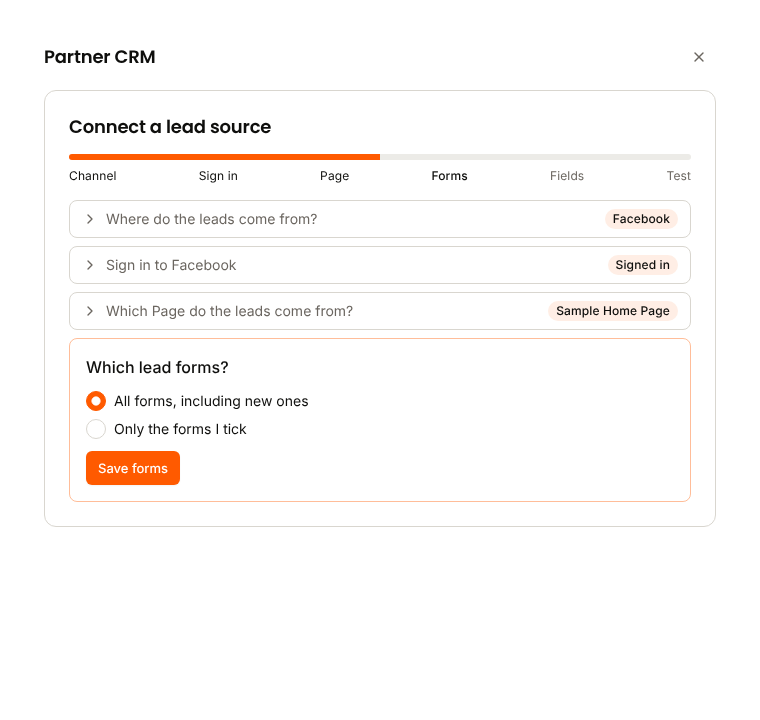 Partner CRM
Connect a lead source
Channel Sign in Page Forms Fields Test
Where do the leads come from? Facebook
Sign in to Facebook Signed in
Which Page do the leads come from? Sample Home Page
Which lead forms?
All forms, including new ones
Only the forms I tick
Save forms